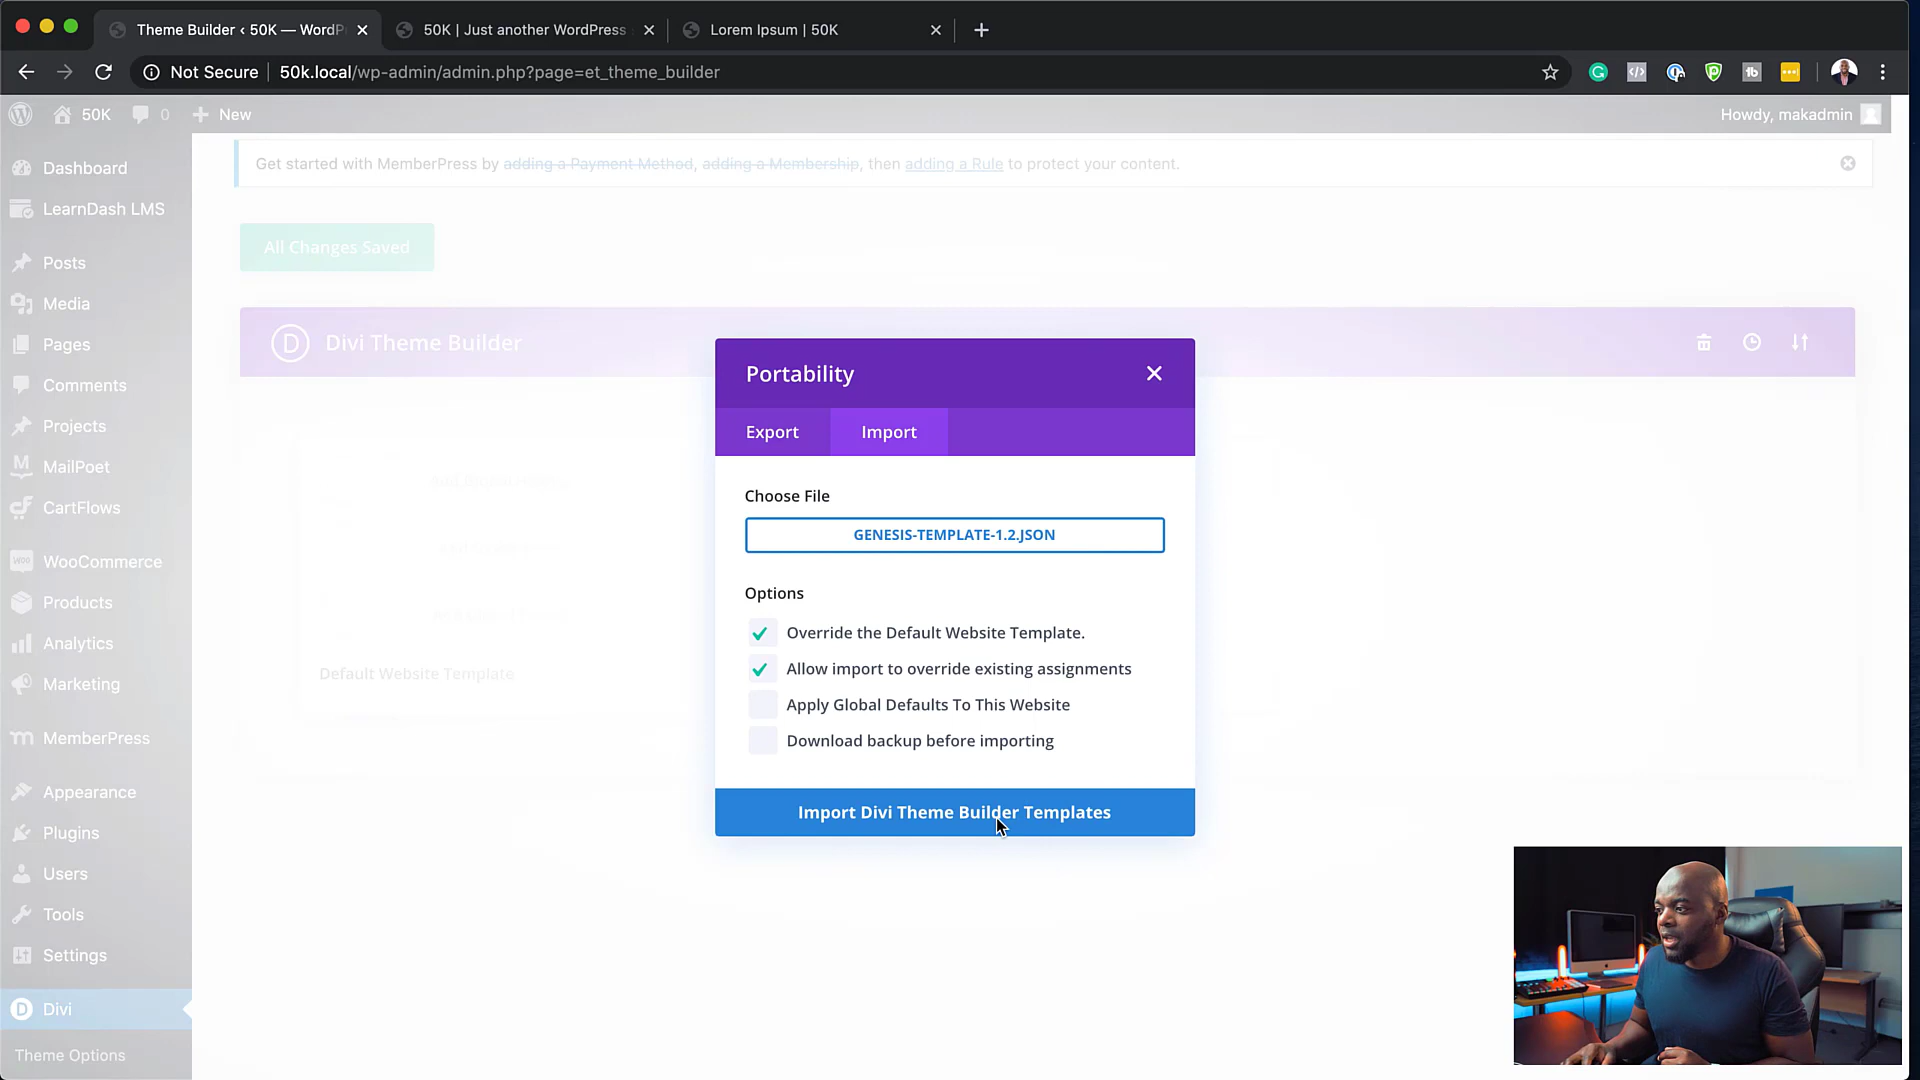 Theme Builder ‹ 50K — WordP
50K | Just another WordPress
Lorem Ipsum | 50K
Not Secure
50k.local/wp-admin/admin.php?page=et_theme_builder
50K
0
New
Howdy, makadmin
Dashboard
LearnDash LMS
Posts
Media
Pages
Comments
Projects
MailPoet
CartFlows
WooCommerce
Products
Analytics
Marketing
MemberPress
Appearance
Plugins
Users
Tools
Settings
Divi
Theme Options
Get started with MemberPress by adding a Payment Method, adding a Membership, then adding a Rule to protect your content.
All Changes Saved
Divi Theme Builder
Default Website Template
Portability
Export
Import
Choose File
GENESIS-TEMPLATE-1.2.JSON
Options
Override the Default Website Template.
Allow import to override existing assignments
Apply Global Defaults To This Website
Download backup before importing
Import Divi Theme Builder Templates